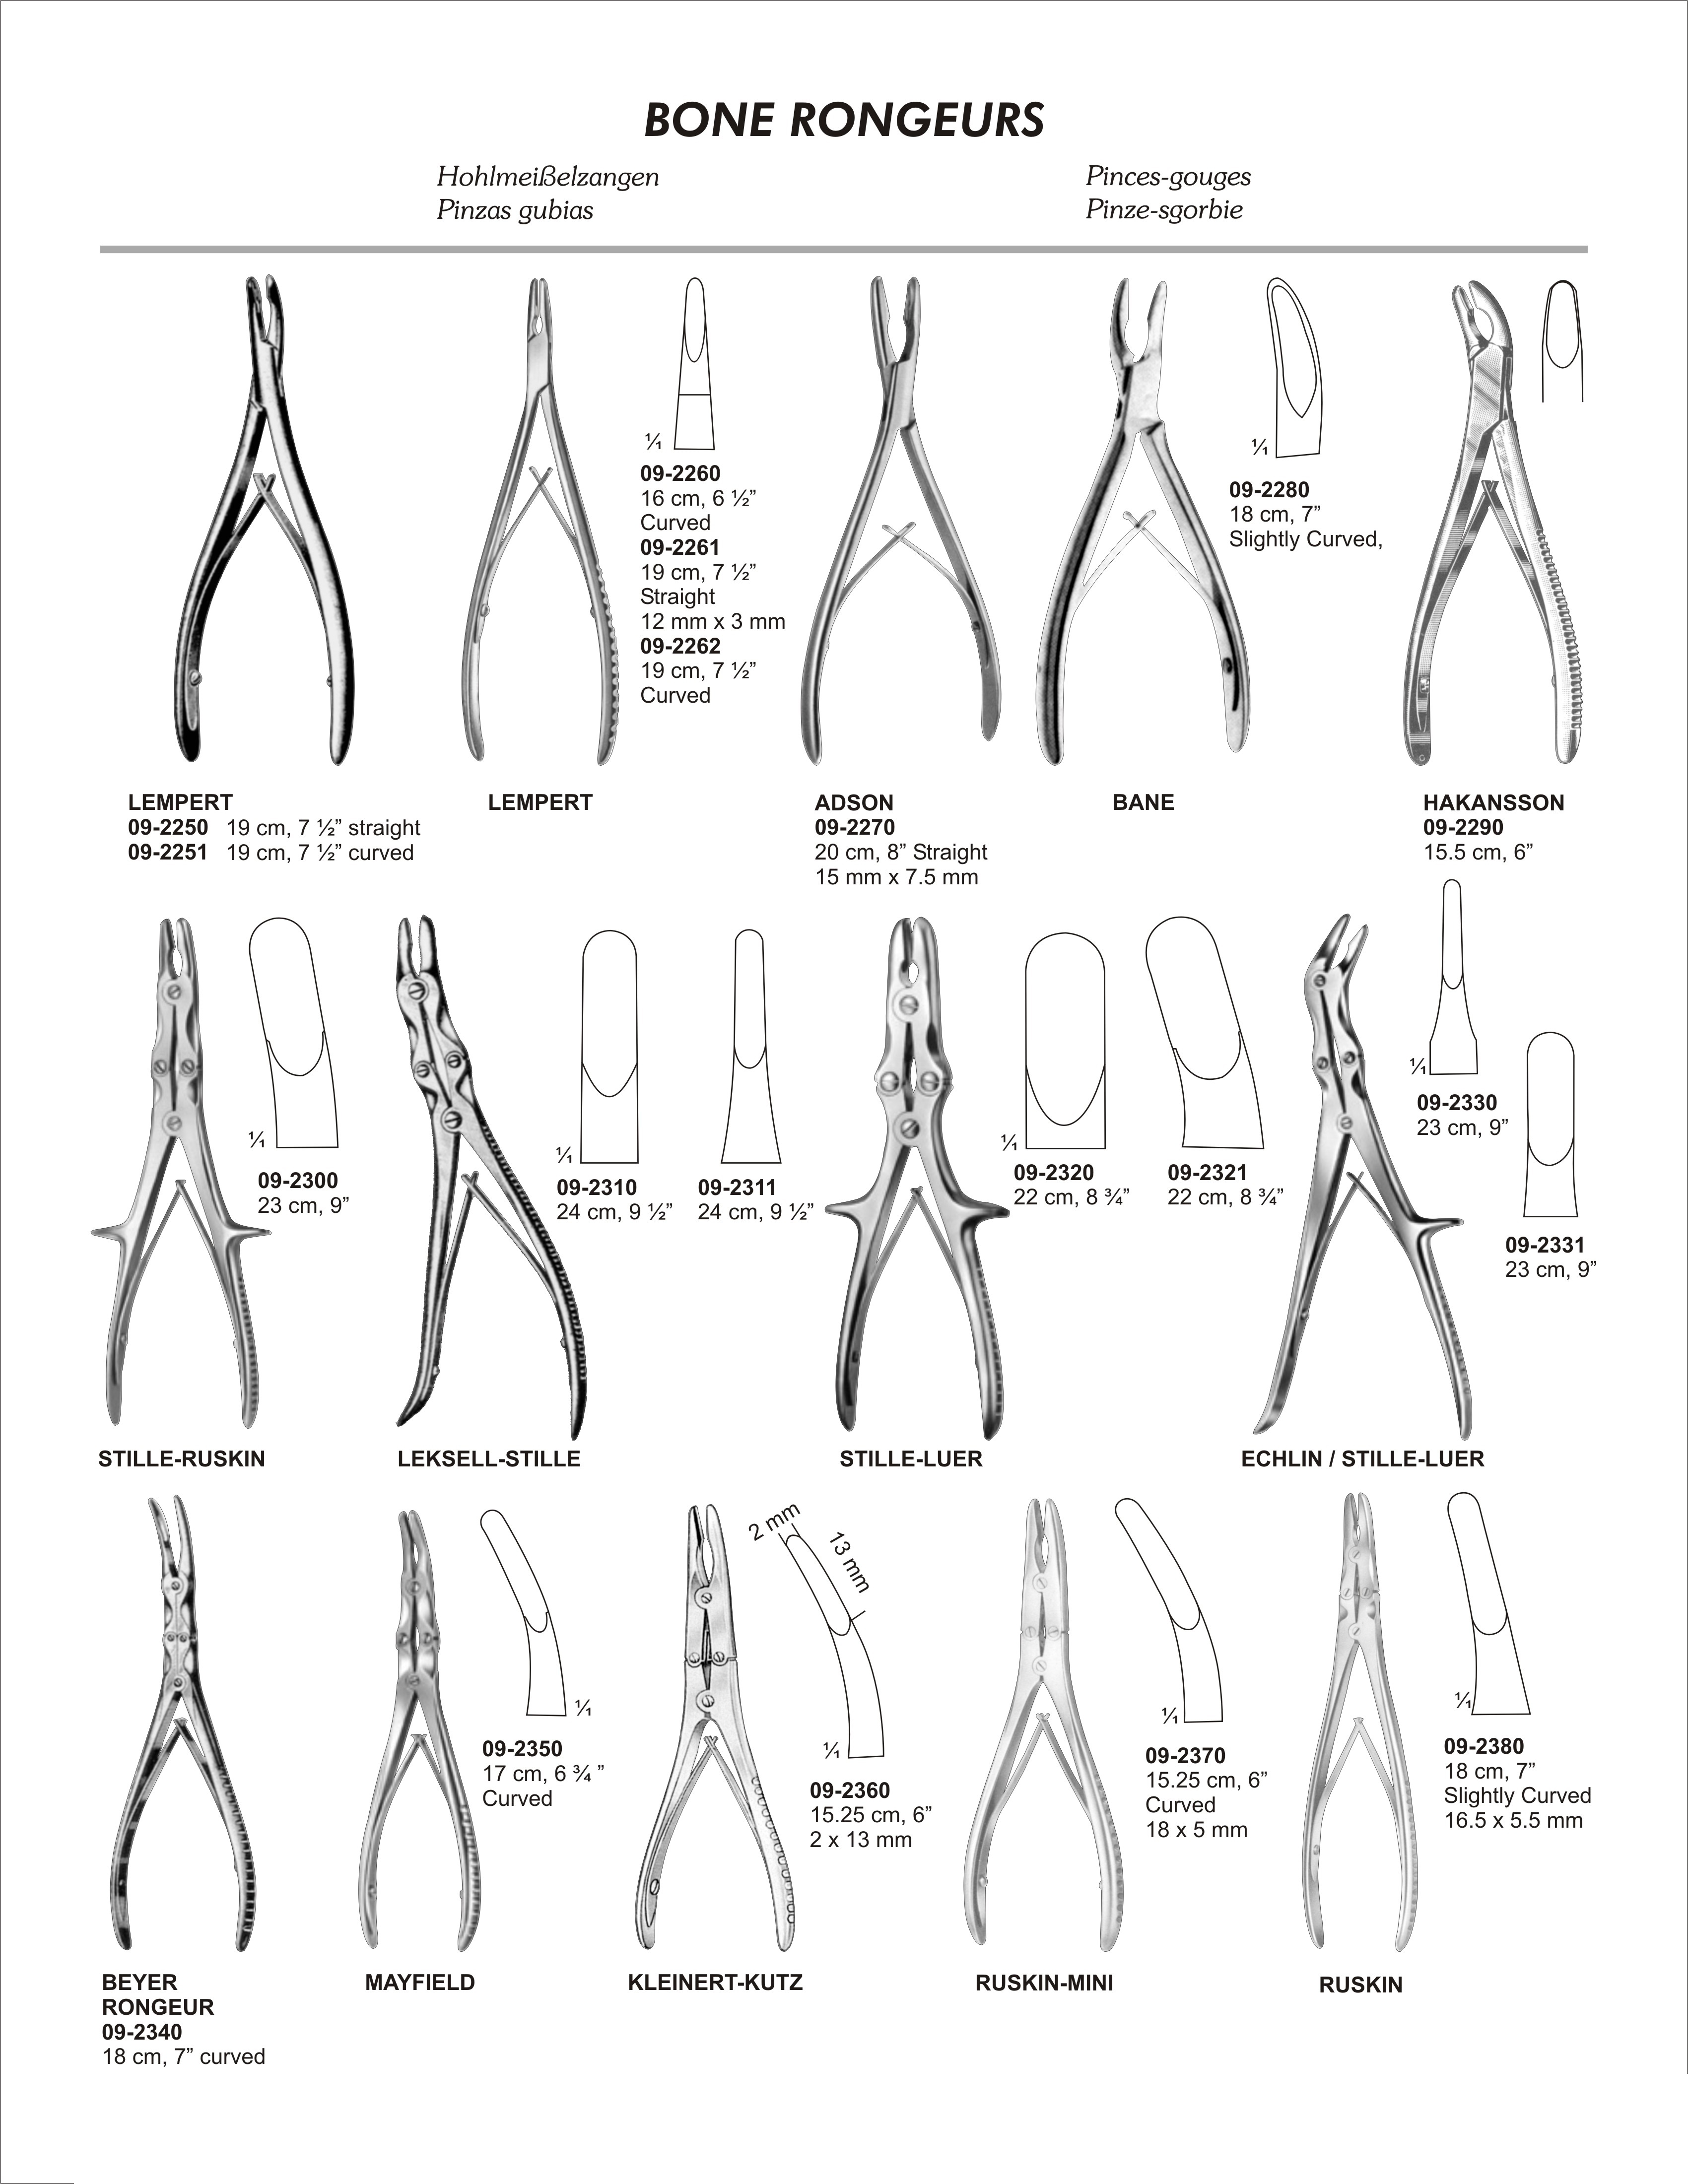 BONE RONGEURS
Hohlmeißelzangen
Pinzas gubias
Pinces-gouges
Pinze-sgorbie
LEMPERT
09-2250 19 cm, 7 ½” straight
09-2251 19 cm, 7 ½” curved
LEMPERT
¹⁄₁
09-2260
16 cm, 6 ½”
Curved
09-2261
19 cm, 7 ½”
Straight
12 mm x 3 mm
09-2262
19 cm, 7 ½”
Curved
ADSON
09-2270
20 cm, 8” Straight
15 mm x 7.5 mm
BANE
¹⁄₁
09-2280
18 cm, 7”
Slightly Curved,
HAKANSSON
09-2290
15.5 cm, 6”
STILLE-RUSKIN
¹⁄₁
09-2300
23 cm, 9”
LEKSELL-STILLE
¹⁄₁
09-2310
24 cm, 9 ½”
09-2311
24 cm, 9 ½”
STILLE-LUER
¹⁄₁
09-2320
22 cm, 8 ¾”
09-2321
22 cm, 8 ¾”
ECHLIN / STILLE-LUER
¹⁄₁
09-2330
23 cm, 9”
09-2331
23 cm, 9”
BEYER
RONGEUR
09-2340
18 cm, 7” curved
MAYFIELD
¹⁄₁
09-2350
17 cm, 6 ¾ ”
Curved
KLEINERT-KUTZ
2 mm
13 mm
¹⁄₁
09-2360
15.25 cm, 6”
2 x 13 mm
RUSKIN-MINI
¹⁄₁
09-2370
15.25 cm, 6”
Curved
18 x 5 mm
RUSKIN
¹⁄₁
09-2380
18 cm, 7”
Slightly Curved
16.5 x 5.5 mm